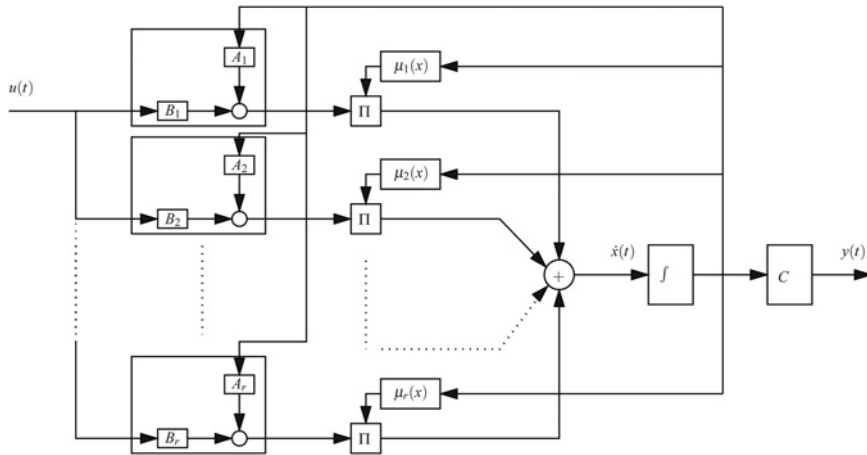 A₁
μ₁(x)
u(t)
B₁
Π
A₂
μ₂(x)
B₂
Π
ẋ(t)
y(t)
+
∫
C
Aᵣ
μᵣ(x)
Bᵣ
Π